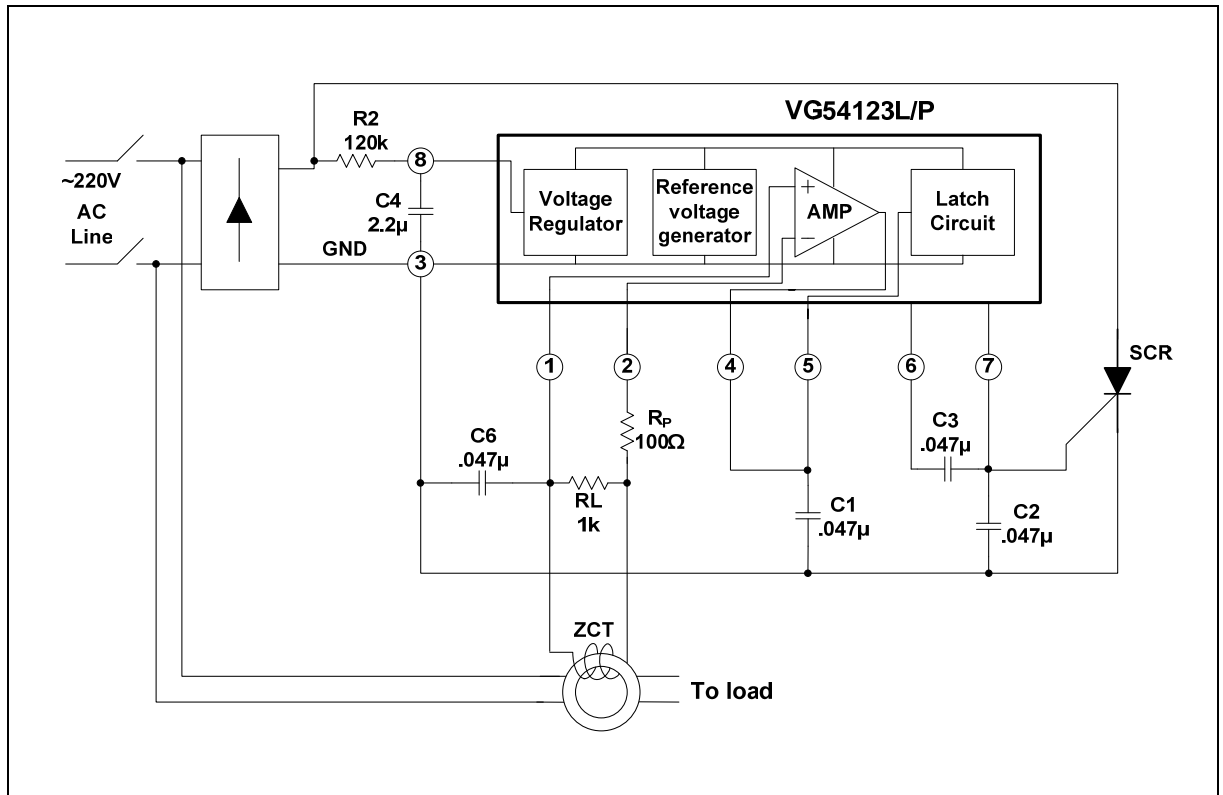 VG54123L/P
R2
120k
8
~220V
AC
Line
C4
2.2µ
GND
3
Voltage
Regulator
Reference
voltage
generator
+
AMP
−
Latch
Circuit
1
2
4
5
6
7
SCR
RP
100Ω
C6
.047µ
RL
1k
C3
.047µ
C1
.047µ
C2
.047µ
ZCT
To load